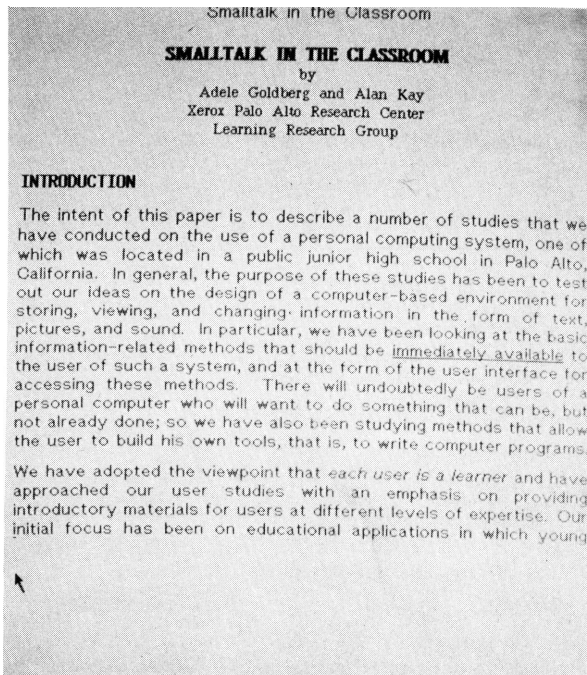 Smalltalk in the Classroom
SMALLTALK IN THE CLASSROOM
by
Adele Goldberg and Alan Kay
Xerox Palo Alto Research Center
Learning Research Group
INTRODUCTION
The intent of this paper is to describe a number of studies that we
have conducted on the use of a personal computing system, one of
which was located in a public junior high school in Palo Alto,
California. In general, the purpose of these studies has been to test
out our ideas on the design of a computer-based environment for
storing, viewing, and changing information in the form of text,
pictures, and sound. In particular, we have been looking at the basic
information-related methods that should be immediately available to
the user of such a system, and at the form of the user interface for
accessing these methods. There will undoubtedly be users of a
personal computer who will want to do something that can be, but
not already done; so we have also been studying methods that allow
the user to build his own tools, that is, to write computer programs.
We have adopted the viewpoint that each user is a learner and have
approached our user studies with an emphasis on providing
introductory materials for users at different levels of expertise. Our
initial focus has been on educational applications in which young